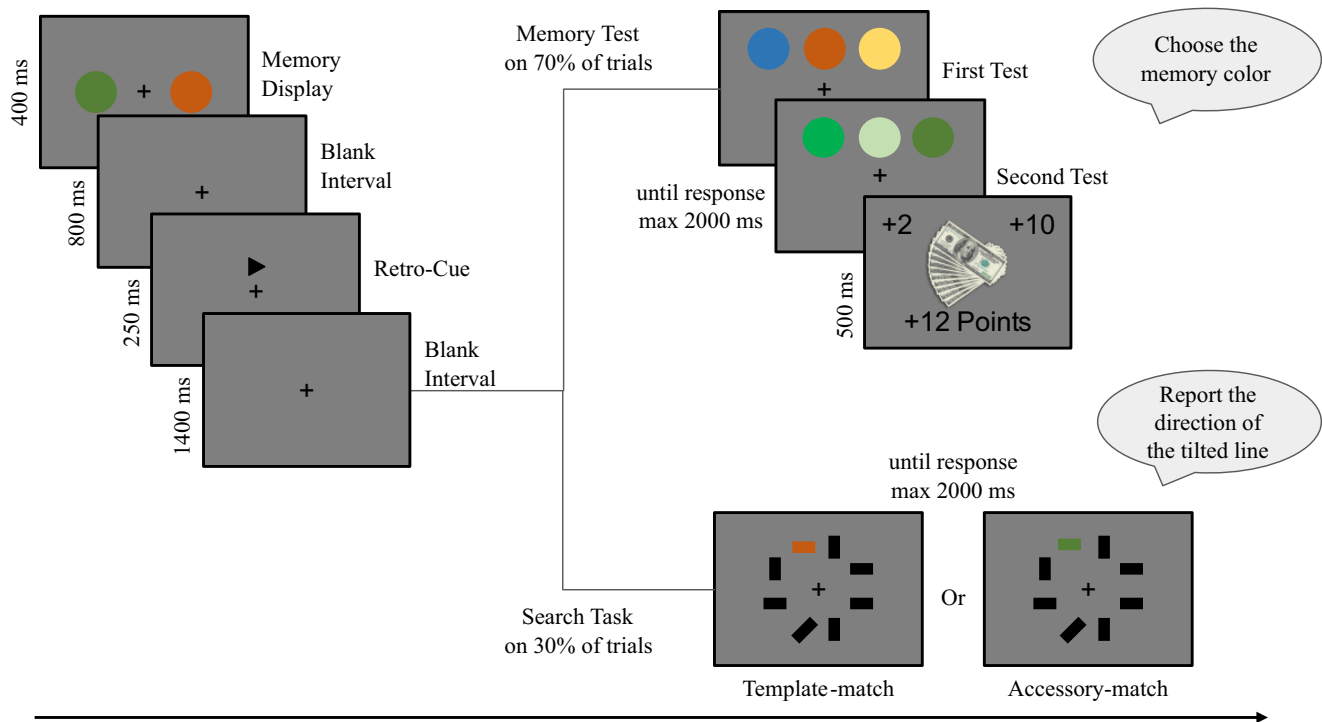 400 ms
Memory
Display
800 ms
Blank
Interval
250 ms
Retro-Cue
1400 ms
Blank
Interval
Memory Test
on 70% of trials
First Test
Choose the
memory color
until response
max 2000 ms
Second Test
500 ms
+2
+10
+12 Points
Search Task
on 30% of trials
until response
max 2000 ms
Report the
direction of
the tilted line
Or
Template-match
Accessory-match